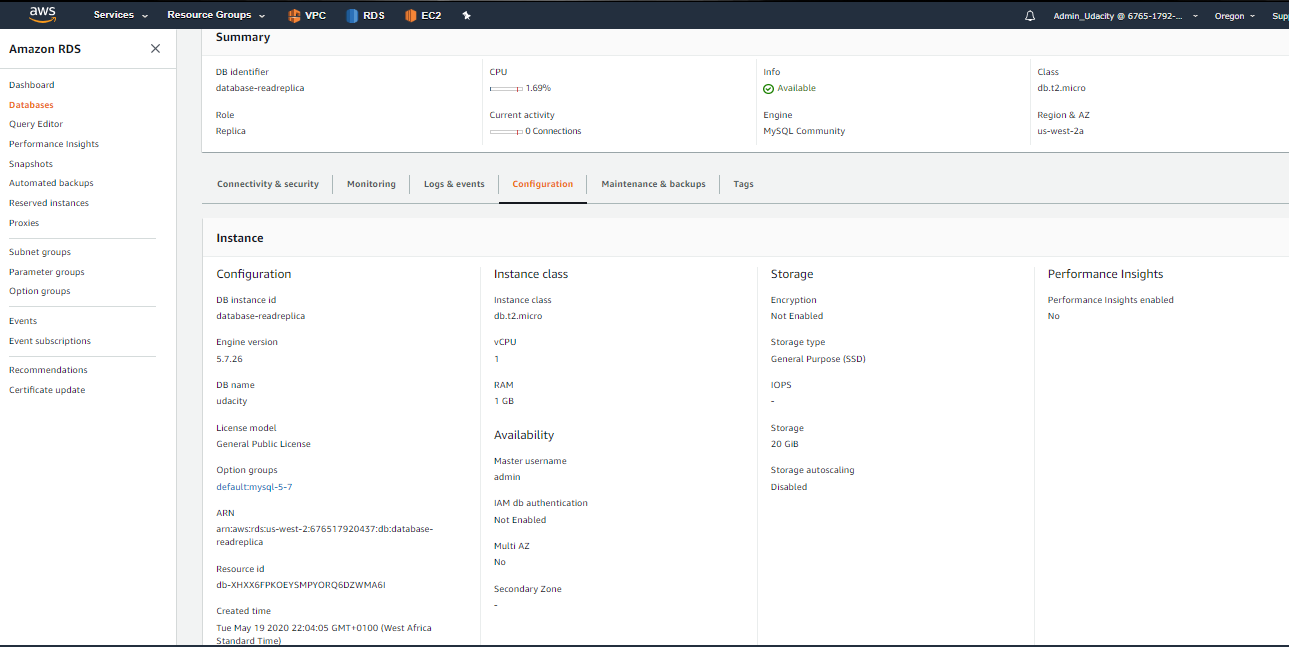 aws Services Resource Groups VPC RDS EC2 Admin_Udacity @ 6765-1792-... Oregon Supp
Amazon RDS
Dashboard
Databases
Query Editor
Performance Insights
Snapshots
Automated backups
Reserved instances
Proxies
Subnet groups
Parameter groups
Option groups
Events
Event subscriptions
Recommendations
Certificate update
Summary
DB identifier
database-readreplica
Role
Replica
CPU
1.69%
Current activity
0 Connections
Info
Available
Engine
MySQL Community
Class
db.t2.micro
Region & AZ
us-west-2a
Connectivity & security Monitoring Logs & events Configuration Maintenance & backups Tags
Instance
Configuration
DB instance id
database-readreplica
Engine version
5.7.26
DB name
udacity
License model
General Public License
Option groups
default:mysql-5-7
ARN
arn:aws:rds:us-west-2:676517920437:db:database-
readreplica
Resource id
db-XHXX6FPKOEYSMPYORQ6DZWMA6I
Created time
Tue May 19 2020 22:04:05 GMT+0100 (West Africa
Standard Time)
Instance class
Instance class
db.t2.micro
vCPU
1
RAM
1 GB
Availability
Master username
admin
IAM db authentication
Not Enabled
Multi AZ
No
Secondary Zone
-
Storage
Encryption
Not Enabled
Storage type
General Purpose (SSD)
IOPS
-
Storage
20 GiB
Storage autoscaling
Disabled
Performance Insights
Performance Insights enabled
No